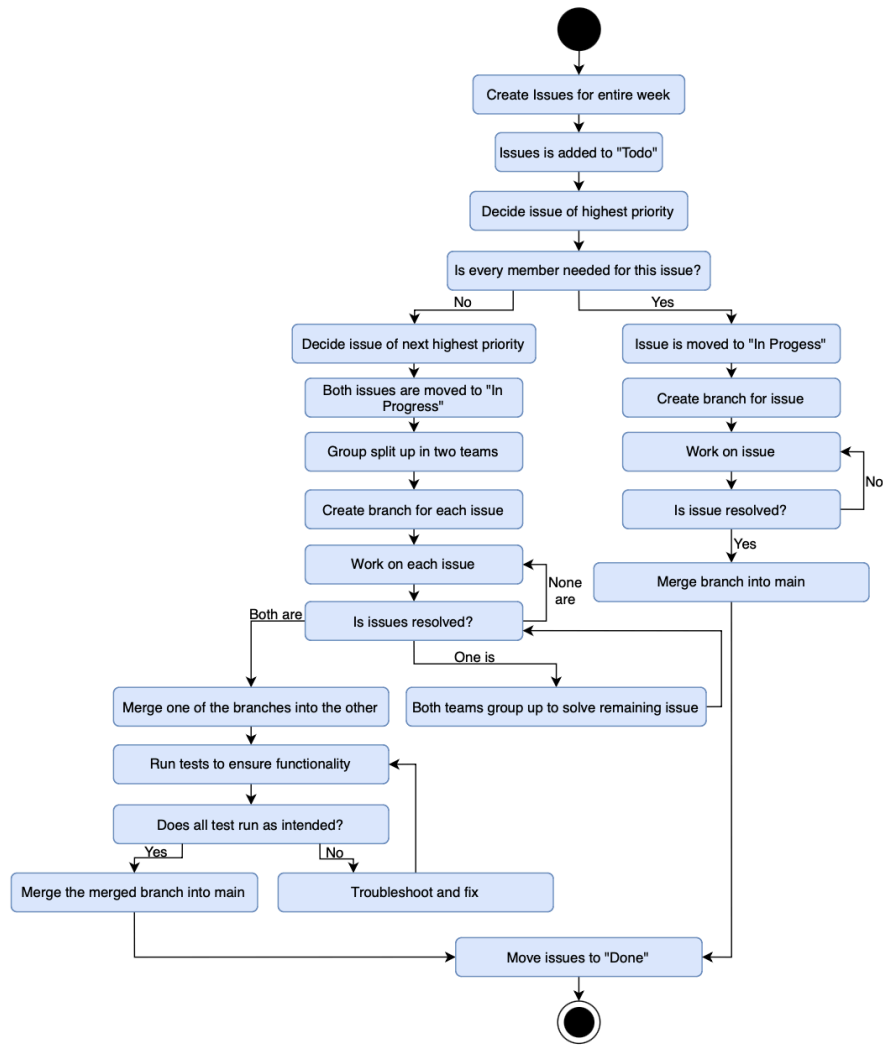 Create Issues for entire week
Issues is added to "Todo"
Decide issue of highest priority
Is every member needed for this issue?
No
Yes
Decide issue of next highest priority
Issue is moved to "In Progess"
Both issues are moved to "In
Progress"
Create branch for issue
Group split up in two teams
Work on issue
No
Create branch for each issue
Is issue resolved?
Yes
Work on each issue
None
are
Merge branch into main
Both are
Is issues resolved?
One is
Merge one of the branches into the other
Both teams group up to solve remaining issue
Run tests to ensure functionality
Does all test run as intended?
Yes
No
Merge the merged branch into main
Troubleshoot and fix
Move issues to "Done"